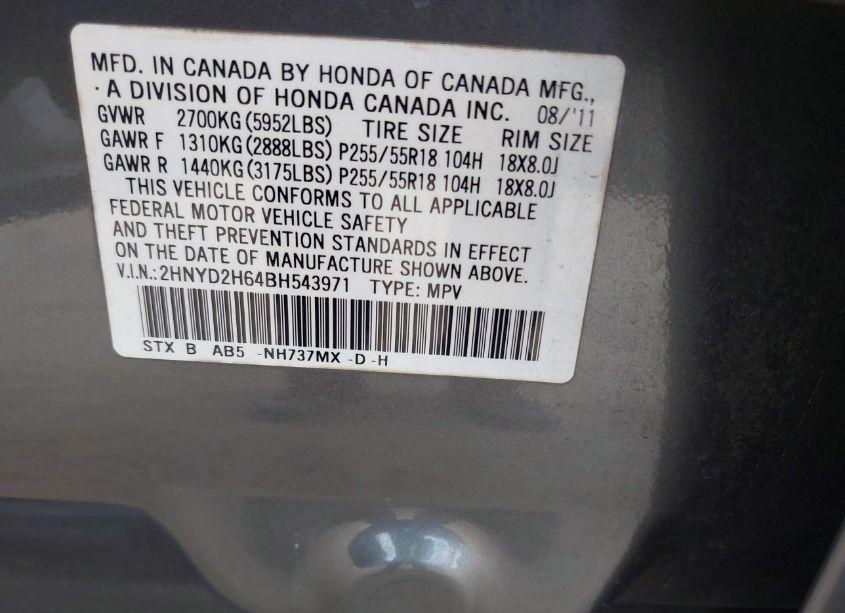 MFD. IN CANADA BY HONDA OF CANADA MFG.,
A DIVISION OF HONDA CANADA INC. 08/'11
GVWR 2700KG (5952LBS) TIRE SIZE RIM SIZE
GAWR F 1310KG (2888LBS) P255/55R18 104H 18X8.0J
GAWR R 1440KG (3175LBS) P255/55R18 104H 18X8.0J
THIS VEHICLE CONFORMS TO ALL APPLICABLE
FEDERAL MOTOR VEHICLE SAFETY
AND THEFT PREVENTION STANDARDS IN EFFECT
ON THE DATE OF MANUFACTURE SHOWN ABOVE.
V.I.N.: 2HNYD2H64BH543971 TYPE: MPV
STX B AB5 -NH737MX -D -H